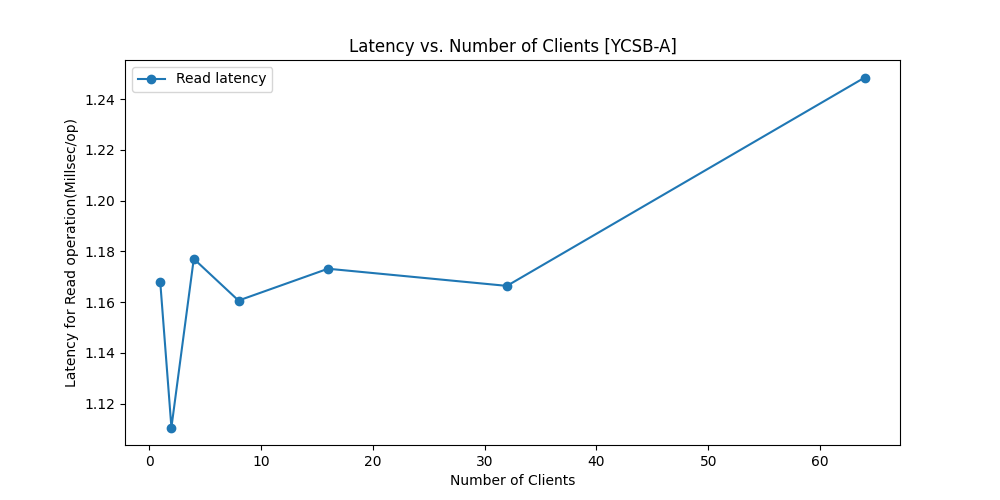 Latency vs. Number of Clients [YCSB-A]
Read latency
Latency for Read operation(Millsec/op)
1.24
1.22
1.20
1.18
1.16
1.14
1.12
0 10 20 30 40 50 60
Number of Clients